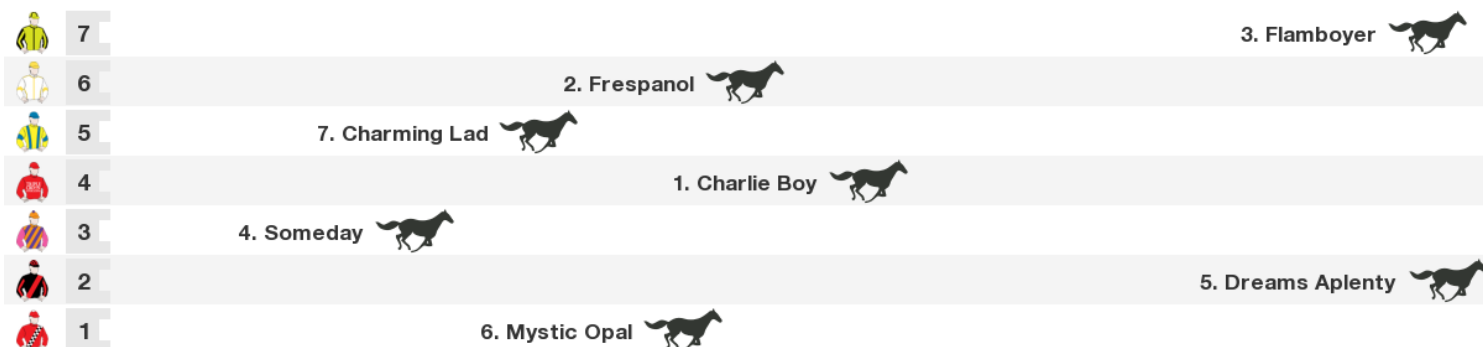 7 3. Flamboyer
6 2. Frespanol
5 7. Charming Lad
4 1. Charlie Boy
3 4. Someday
2 5. Dreams Aplenty
1 6. Mystic Opal